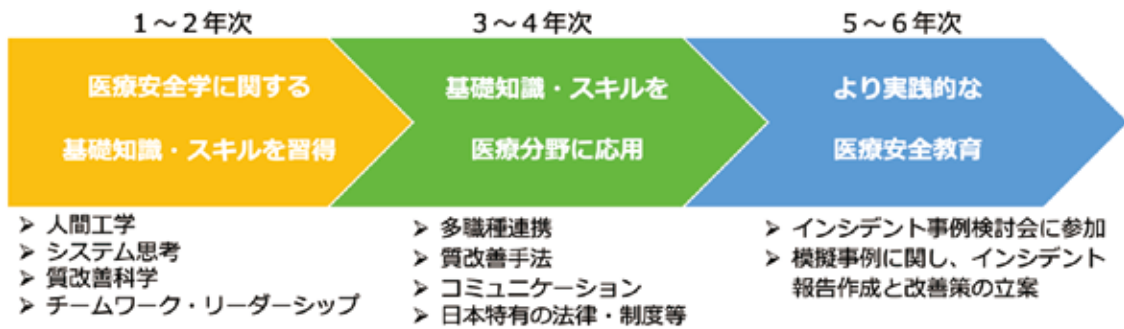 1～2年次
医療安全学に関する
基礎知識・スキルを習得
➢ 人間工学
➢ システム思考
➢ 質改善科学
➢ チームワーク・リーダーシップ
3～4年次
基礎知識・スキルを
医療分野に応用
➢ 多職種連携
➢ 質改善手法
➢ コミュニケーション
➢ 日本特有の法律・制度等
5～6年次
より実践的な
医療安全教育
➢ インシデント事例検討会に参加
➢ 模擬事例に関し、インシデント
報告作成と改善策の立案